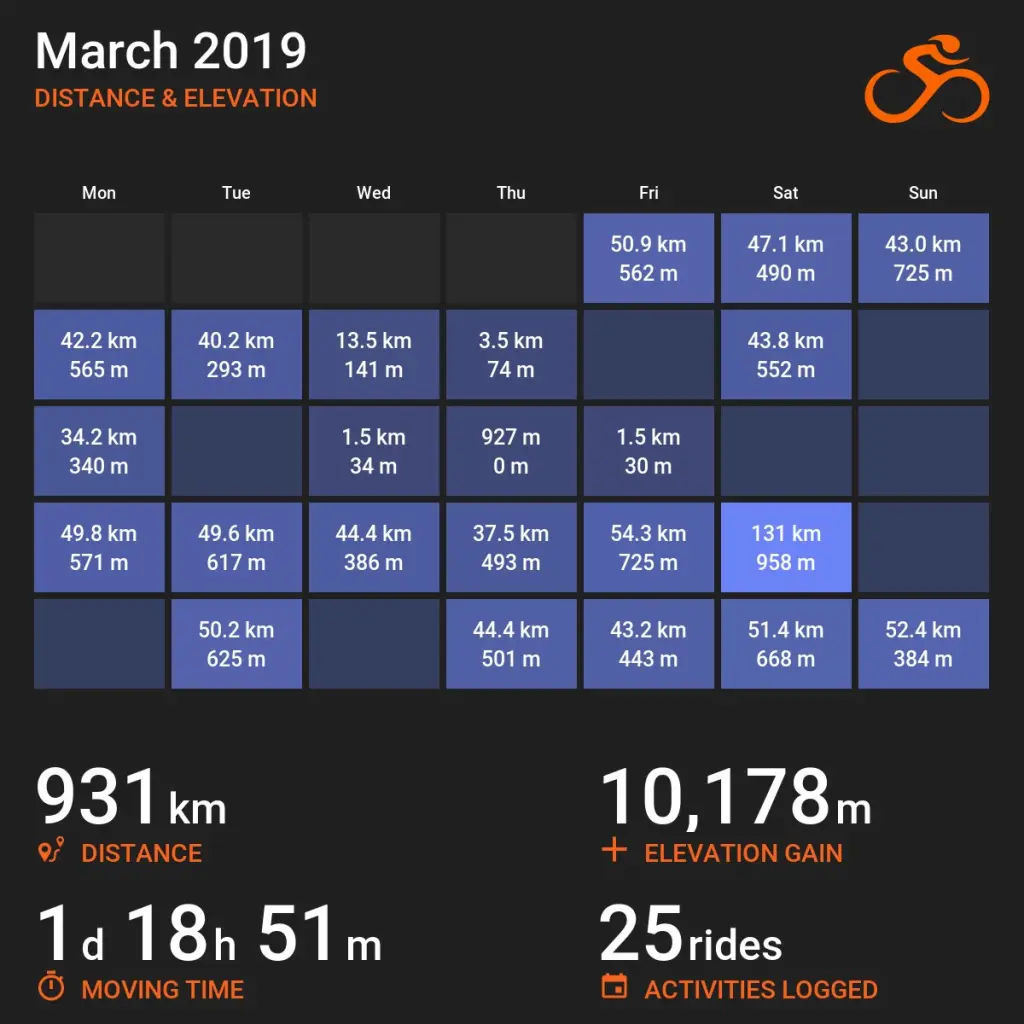 March 2019
DISTANCE & ELEVATION
Mon Tue Wed Thu Fri Sat Sun
50.9 km 47.1 km 43.0 km
562 m 490 m 725 m
42.2 km 40.2 km 13.5 km 3.5 km 43.8 km
565 m 293 m 141 m 74 m 552 m
34.2 km 1.5 km 927 m 1.5 km
340 m 34 m 0 m 30 m
49.8 km 49.6 km 44.4 km 37.5 km 54.3 km 131 km
571 m 617 m 386 m 493 m 725 m 958 m
50.2 km 44.4 km 43.2 km 51.4 km 52.4 km
625 m 501 m 443 m 668 m 384 m
931 km 10,178 m
DISTANCE ELEVATION GAIN
1 d 18 h 51 m 25 rides
MOVING TIME ACTIVITIES LOGGED